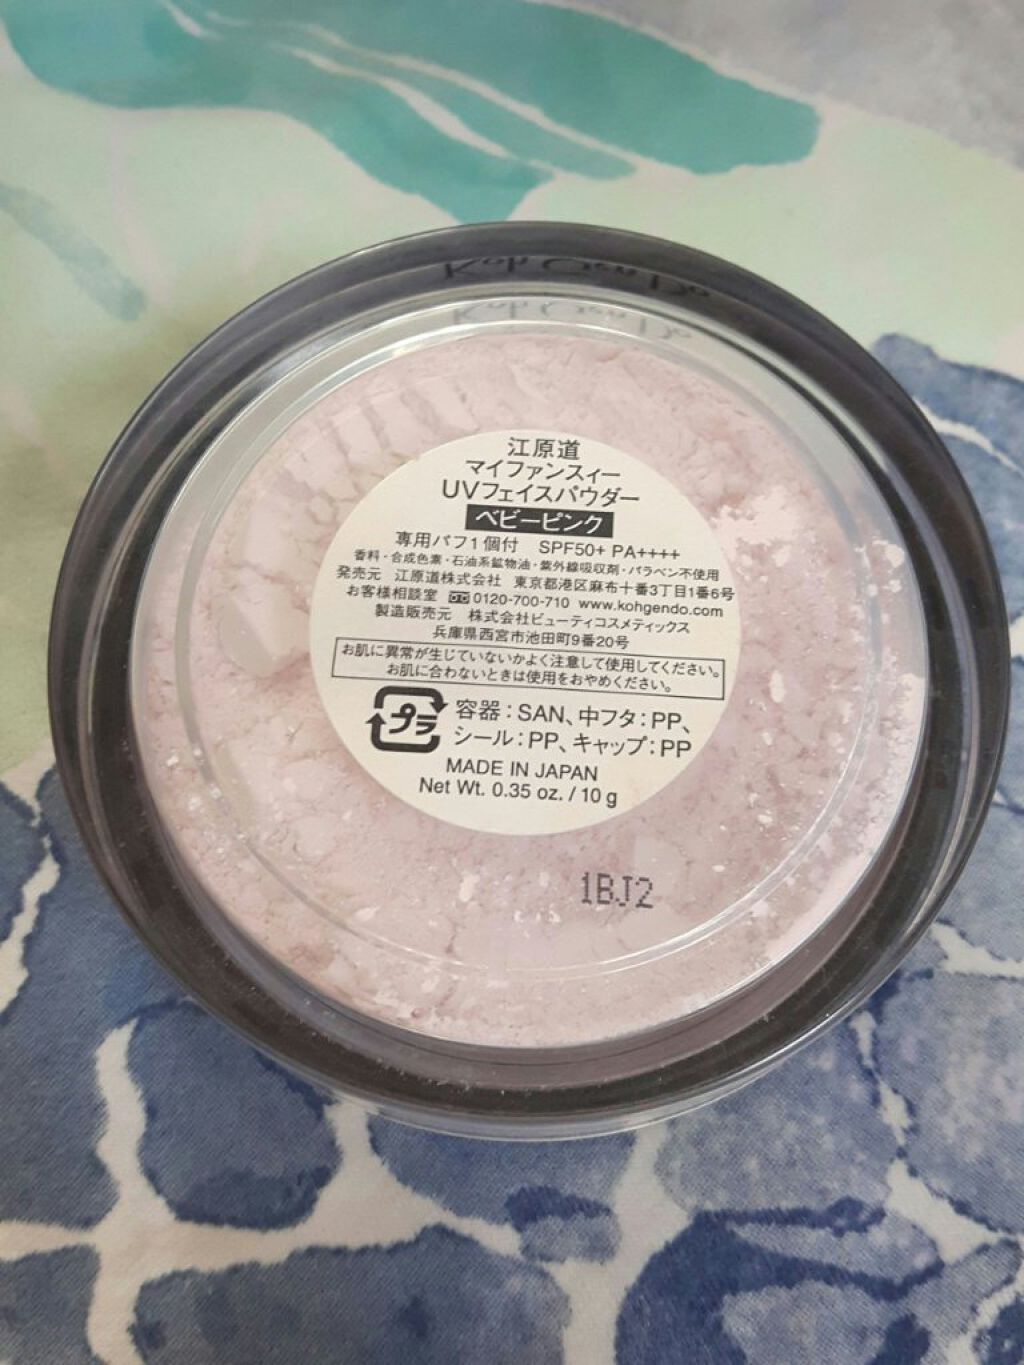 Koh Gen Do
江原道
マイファンスィー
UVフェイスパウダー
ベビーピンク
専用パフ1個付 SPF50+ PA++++
香料・合成色素・石油系鉱物油・紫外線吸収剤・パラベン不使用
発売元 江原道株式会社 東京都港区麻布十番3丁目1番6号
お客様相談室 0120-700-710 www.kohgendo.com
製造販売元 株式会社ビューティコスメティックス
兵庫県西宮市池田町9番20号
お肌に異常が生じていないかよく注意して使用してください。
お肌に合わないときは使用をおやめください。
プラ 容器：SAN、中フタ：PP、
シール：PP、キャップ：PP
MADE IN JAPAN
Net Wt. 0.35 oz. / 10 g
1BJ2